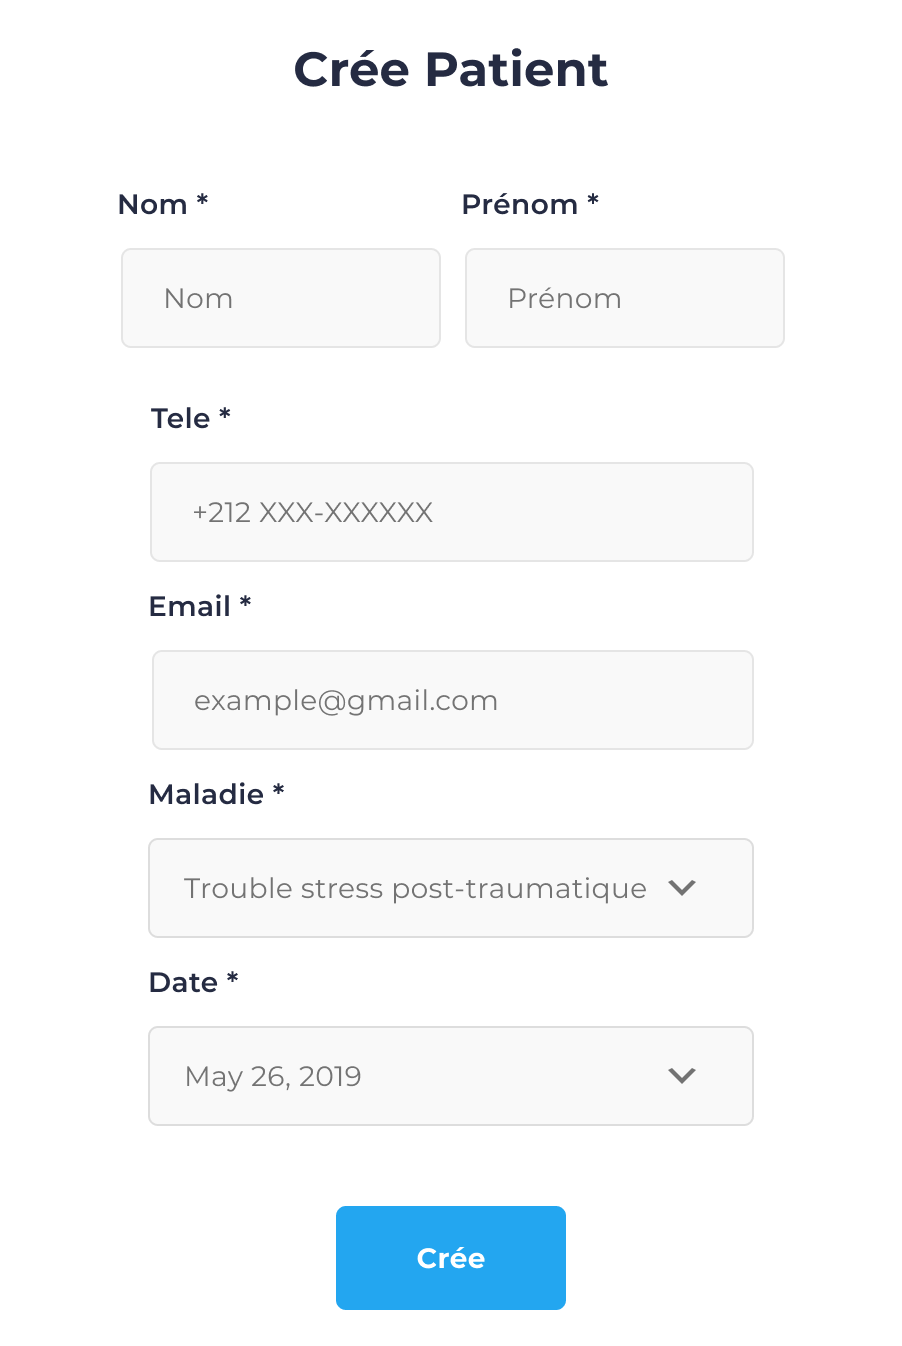 Crée Patient
Nom * Prénom *
Nom Prénom
Tele *
+212 XXX-XXXXXX
Email *
example@gmail.com
Maladie *
Trouble stress post-traumatique
Date *
May 26, 2019
Crée